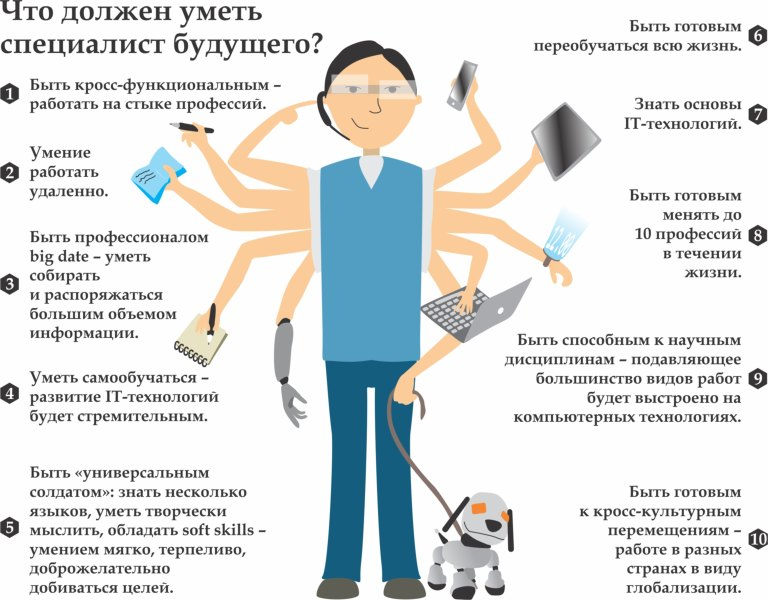 Что должен уметь
специалист будущего?
1
Быть кросс-функциональным –
работать на стыке профессий.
2
Умение
работать
удаленно.
3
Быть профессионалом
big date – уметь
собирать
и распоряжаться
большим объемом
информации.
4
Уметь самообучаться –
развитие IT-технологий
будет стремительным.
5
Быть «универсальным
солдатом»: знать несколько
языков, уметь творчески
мыслить, обладать soft skills –
умением мягко, терпеливо,
доброжелательно
добиваться целей.
6
Быть готовым
переобучаться всю жизнь.
7
Знать основы
IT-технологий.
8
Быть готовым
менять до
10 профессий
в течении
жизни.
9
Быть способным к научным
дисциплинам – подавляющее
большинство видов работ
будет выстроено на
компьютерных технологиях.
10
Быть готовым
к кросс-культурным
перемещениям –
работе в разных
странах в виду
глобализации.